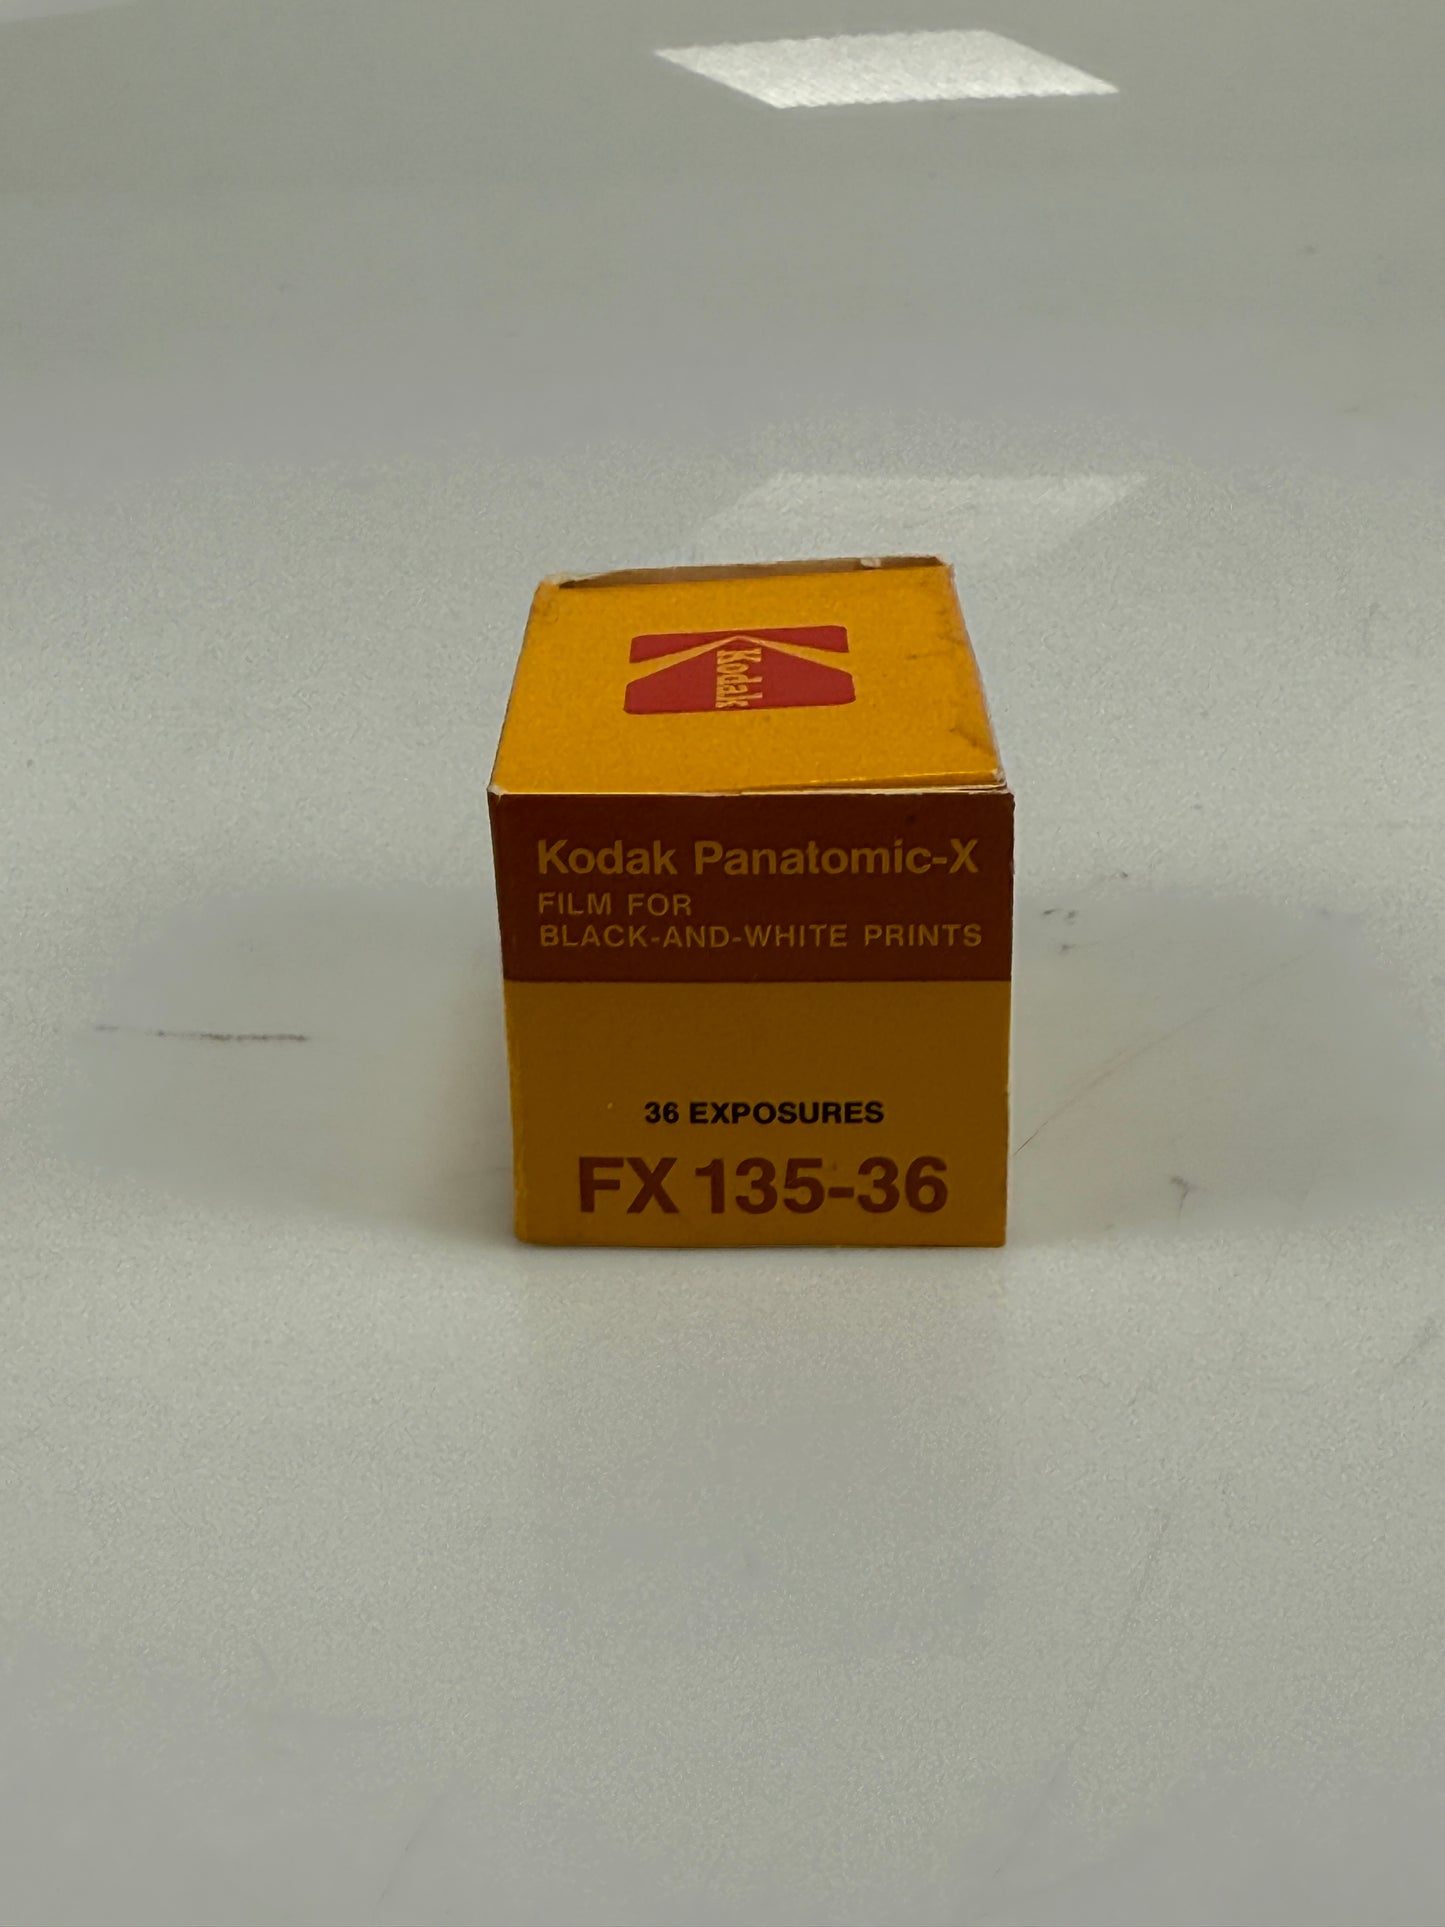 Kodak
Kodak Panatomic-X
FILM FOR
BLACK-AND-WHITE PRINTS
36 EXPOSURES
FX 135-36